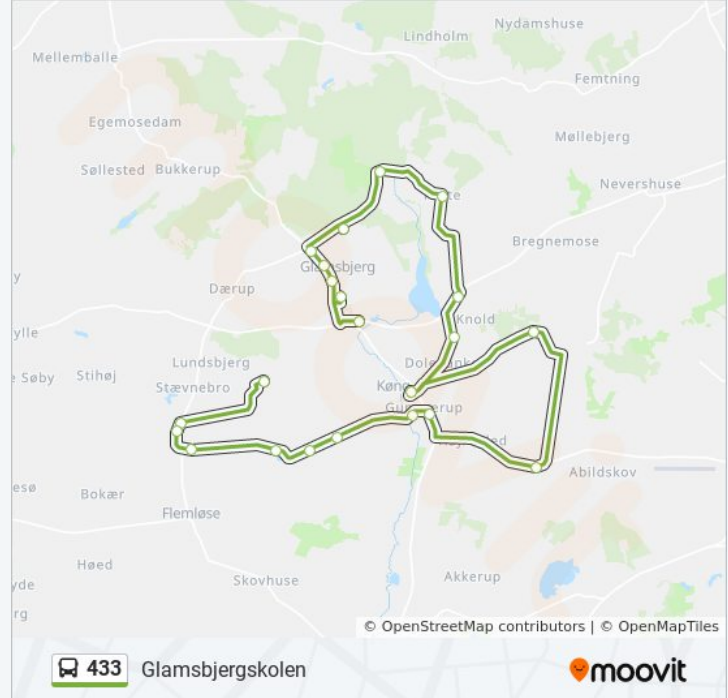 Nydamshuse
Lindholm
Mellemballe
Femtning
Egemosedam
Møllebjerg
Søllested
Bukkerup
Nevershuse
Bregnemose
Glamsbjerg
Dærup
Knold
Lundsbjerg
Stihøj
Stævnebro
Abildskov
Bokær
Flemløse
Høed
Skovhuse
Akkerup
© OpenStreetMap contributors | © OpenMapTiles
433
Glamsbjergskolen
moovit